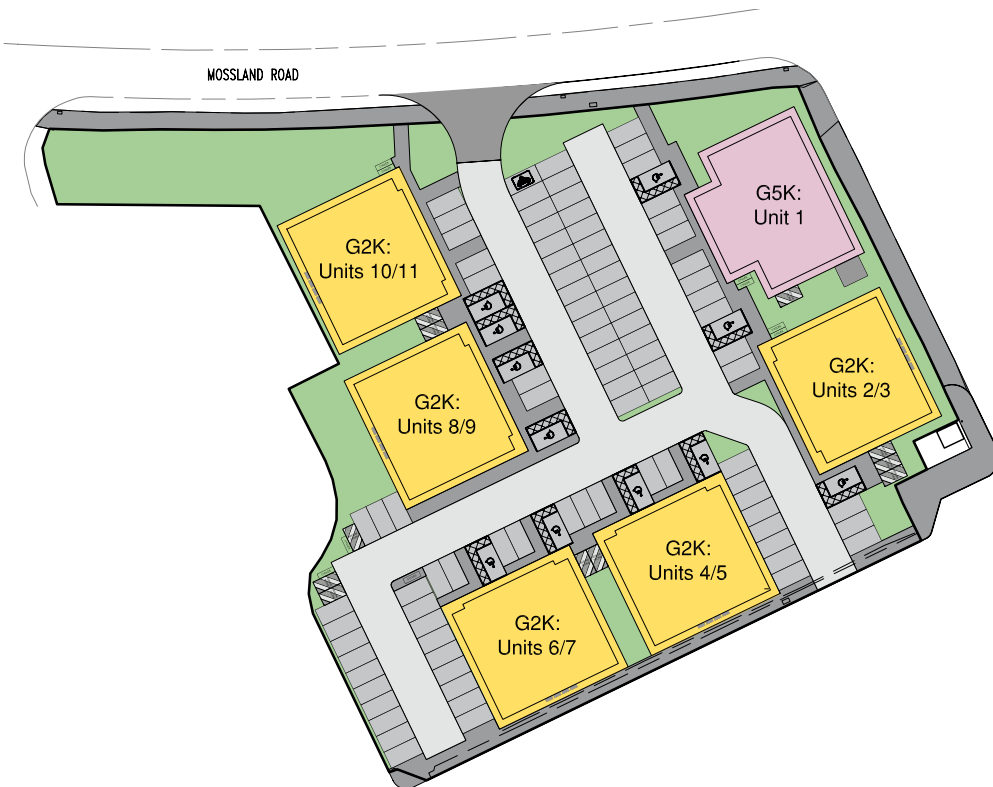 MOSSLAND ROAD
G5K:
Unit 1
G2K:
Units 10/11
G2K:
Units 2/3
G2K:
Units 8/9
G2K:
Units 4/5
G2K:
Units 6/7